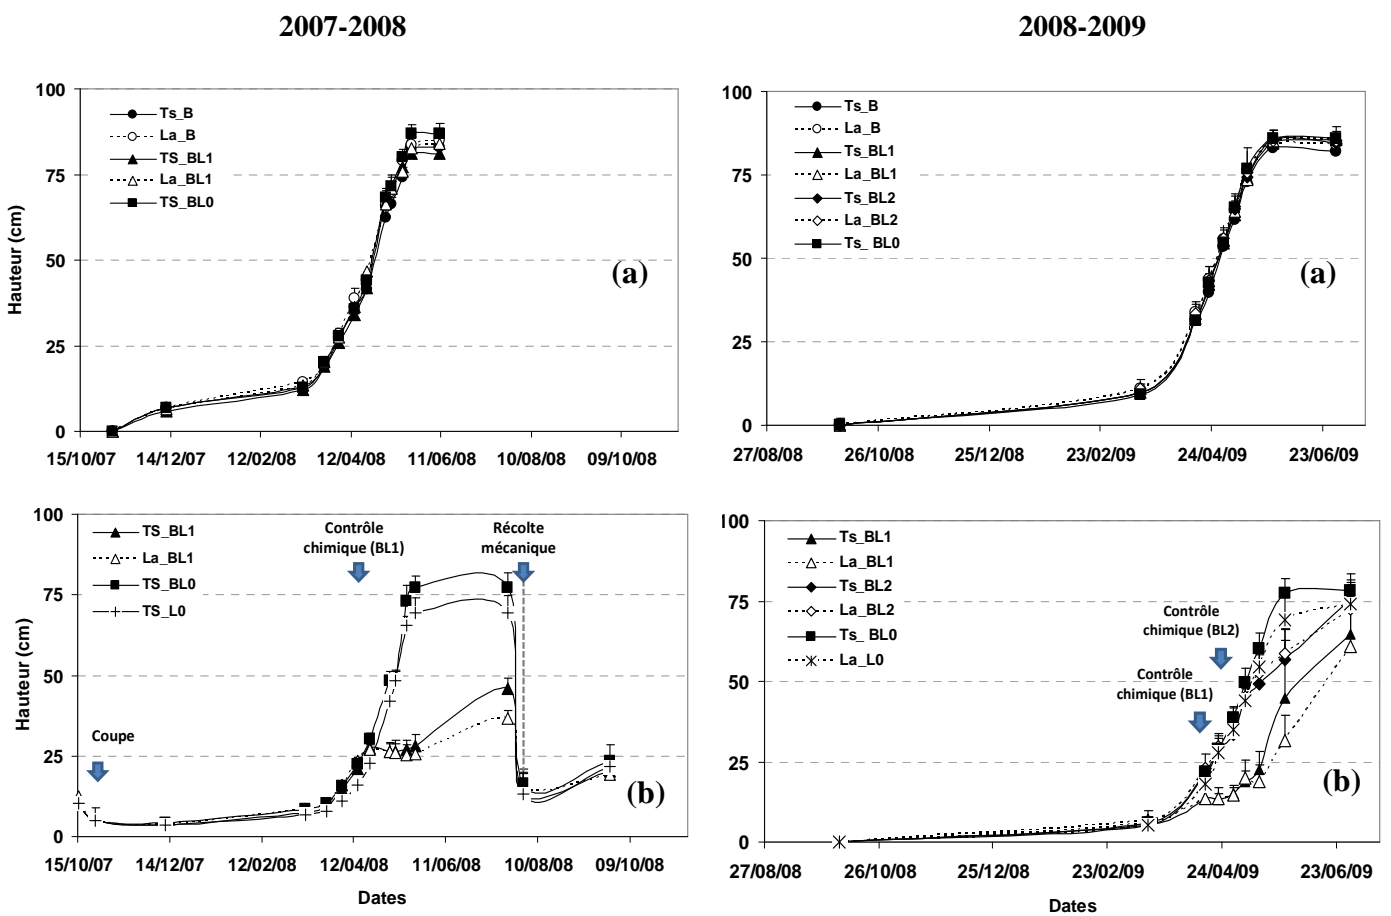 2007-2008
2008-2009
100
75
50
25
0
Hauteur (cm)
Ts_B
La_B
TS_BL1
La_BL1
TS_BL0
(a)
15/10/07 14/12/07 12/02/08 12/04/08 11/06/08 10/08/08 09/10/08
100
75
50
25
0
Ts_B
La_B
Ts_BL1
La_BL1
Ts_BL2
La_BL2
Ts_ BL0
(a)
27/08/08 26/10/08 25/12/08 23/02/09 24/04/09 23/06/09
100
75
50
25
0
Hauteur (cm)
TS_BL1
La_BL1
TS_BL0
TS_L0
Coupe
Contrôle
chimique (BL1)
Récolte
mécanique
(b)
15/10/07 14/12/07 12/02/08 12/04/08 11/06/08 10/08/08 09/10/08
Dates
100
75
50
25
0
Ts_BL1
La_BL1
Ts_BL2
La_BL2
Ts_ BL0
La_L0
Contrôle
chimique (BL2)
Contrôle
chimique (BL1)
(b)
27/08/08 26/10/08 25/12/08 23/02/09 24/04/09 23/06/09
Dates